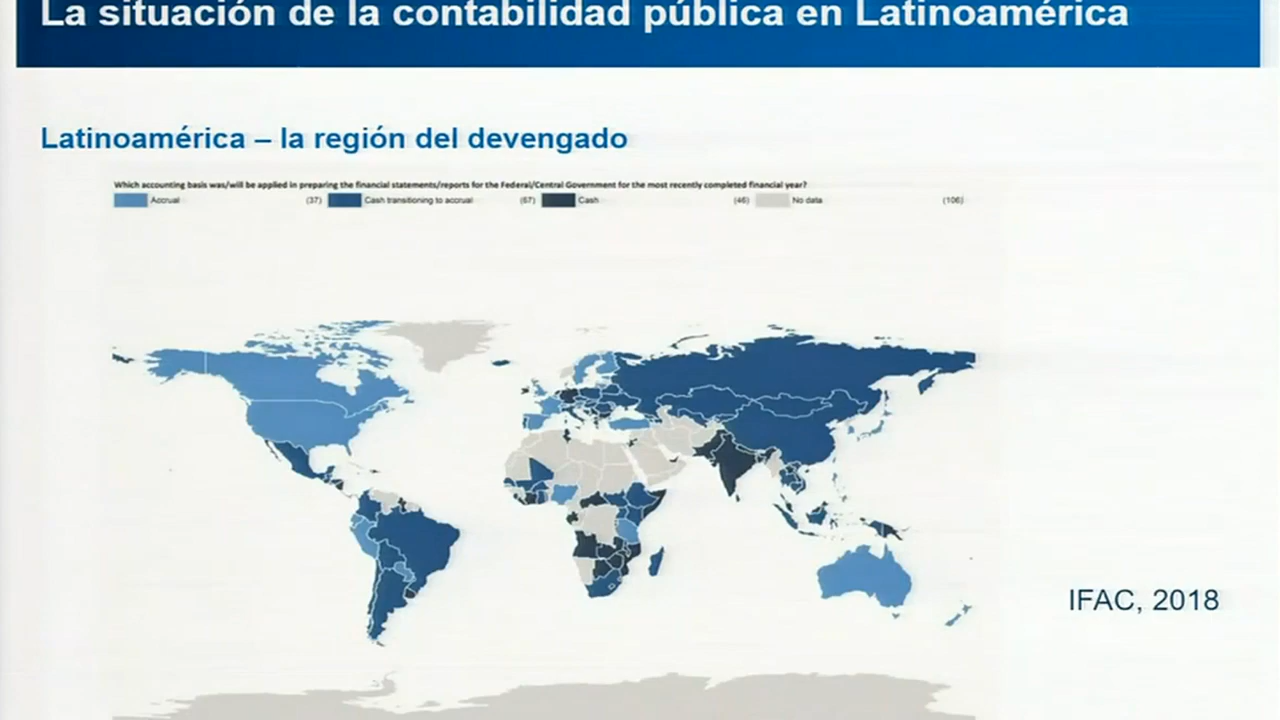 La situación de la contabilidad pública en Latinoamérica
Latinoamérica – la región del devengado
Which accounting basis was/will be applied in preparing the financial statements/reports for the Federal/Central Government for the most recently completed financial year?
Accrual (37) Cash transitioning to accrual (67) Cash (46) No data (106)
IFAC, 2018